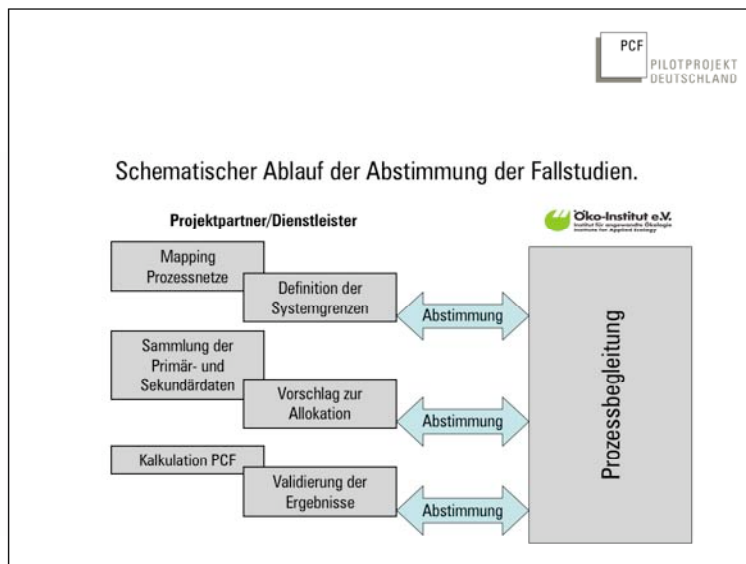 PCF
PILOTPROJEKT
DEUTSCHLAND
Schematischer Ablauf der Abstimmung der Fallstudien.
Projektpartner/Dienstleister
Öko-Institut e.V.
Institut für angewandte Ökologie
Institute for Applied Ecology
Mapping
Prozessnetze
Definition der
Systemgrenzen
Abstimmung
Sammlung der
Primär- und
Sekundärdaten
Vorschlag zur
Allokation
Abstimmung
Kalkulation PCF
Validierung der
Ergebnisse
Abstimmung
Prozessbegleitung